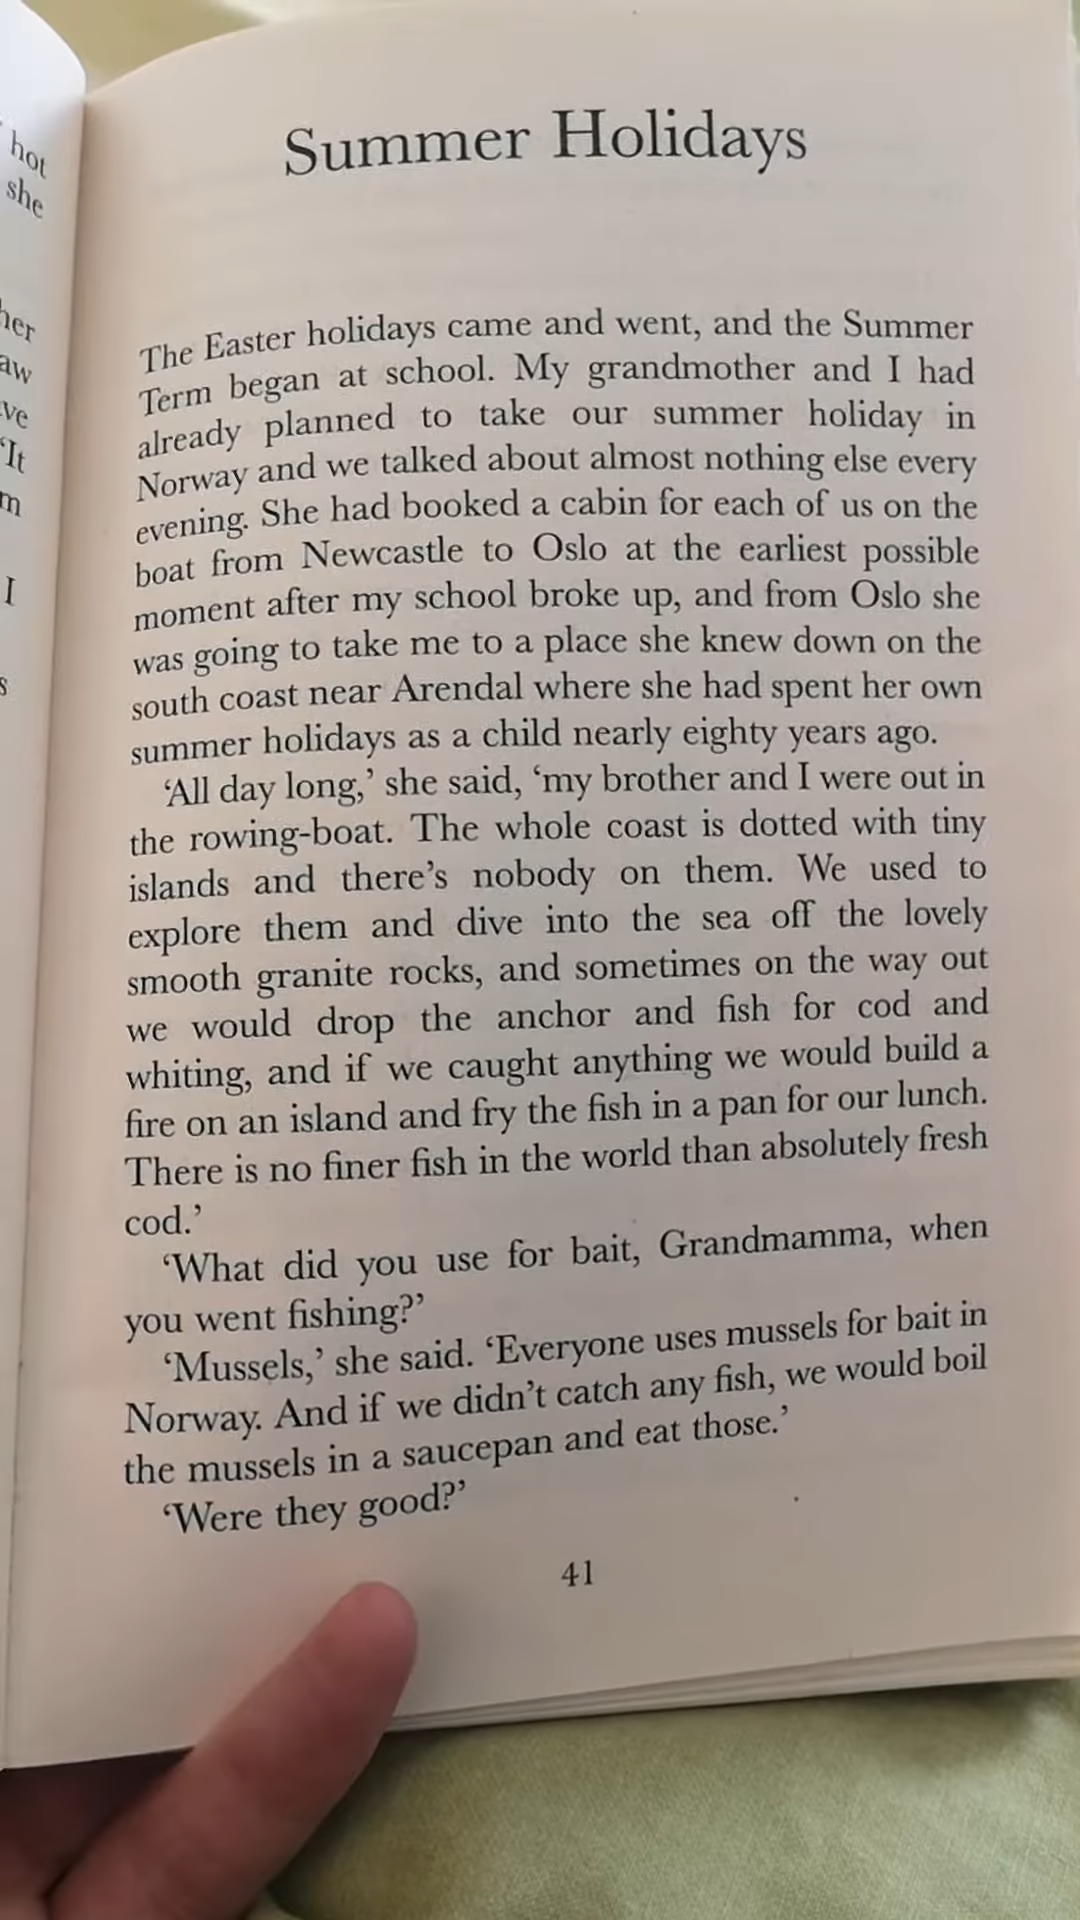 hot
she
her
aw
ve
‘It
m
I
s
Summer Holidays
The Easter holidays came and went, and the Summer
Term began at school. My grandmother and I had
already planned to take our summer holiday in
Norway and we talked about almost nothing else every
evening. She had booked a cabin for each of us on the
boat from Newcastle to Oslo at the earliest possible
moment after my school broke up, and from Oslo she
was going to take me to a place she knew down on the
south coast near Arendal where she had spent her own
summer holidays as a child nearly eighty years ago.
‘All day long,’ she said, ‘my brother and I were out in
the rowing-boat. The whole coast is dotted with tiny
islands and there’s nobody on them. We used to
explore them and dive into the sea off the lovely
smooth granite rocks, and sometimes on the way out
we would drop the anchor and fish for cod and
whiting, and if we caught anything we would build a
fire on an island and fry the fish in a pan for our lunch.
There is no finer fish in the world than absolutely fresh
cod.’
‘What did you use for bait, Grandmamma, when
you went fishing?’
‘Mussels,’ she said. ‘Everyone uses mussels for bait in
Norway. And if we didn’t catch any fish, we would boil
the mussels in a saucepan and eat those.’
‘Were they good?’
41